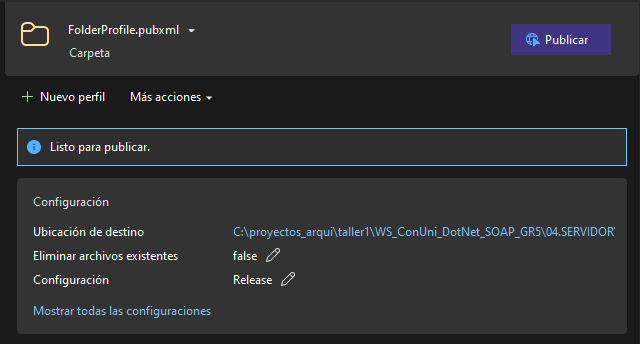 FolderProfile.pubxml
Carpeta
Publicar
Nuevo perfil
Más acciones
Listo para publicar.
Configuración
Ubicación de destino C:\proyectos_arqui\taller1\WS_ConUni_DotNet_SOAP_GR5\04.SERVIDOR\
Eliminar archivos existentes false
Configuración Release
Mostrar todas las configuraciones